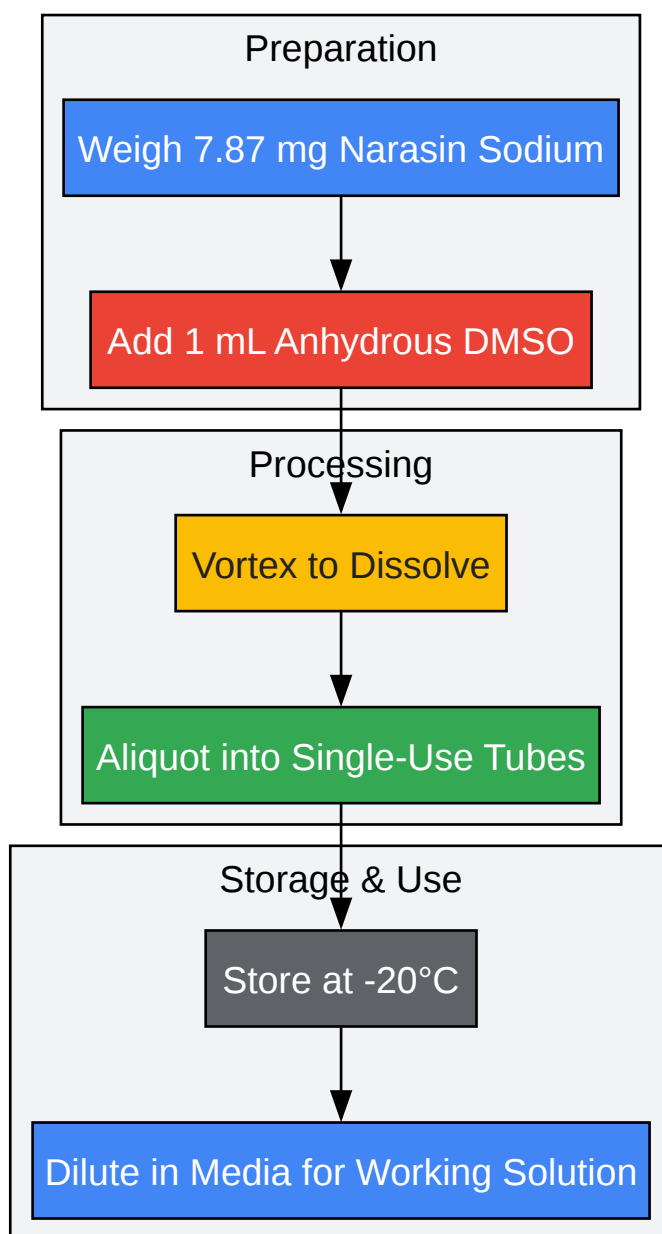 Preparation
Weigh 7.87 mg Narasin Sodium
Add 1 mL Anhydrous DMSO
Processing
Vortex to Dissolve
Aliquot into Single-Use Tubes
Storage & Use
Store at -20°C
Dilute in Media for Working Solution